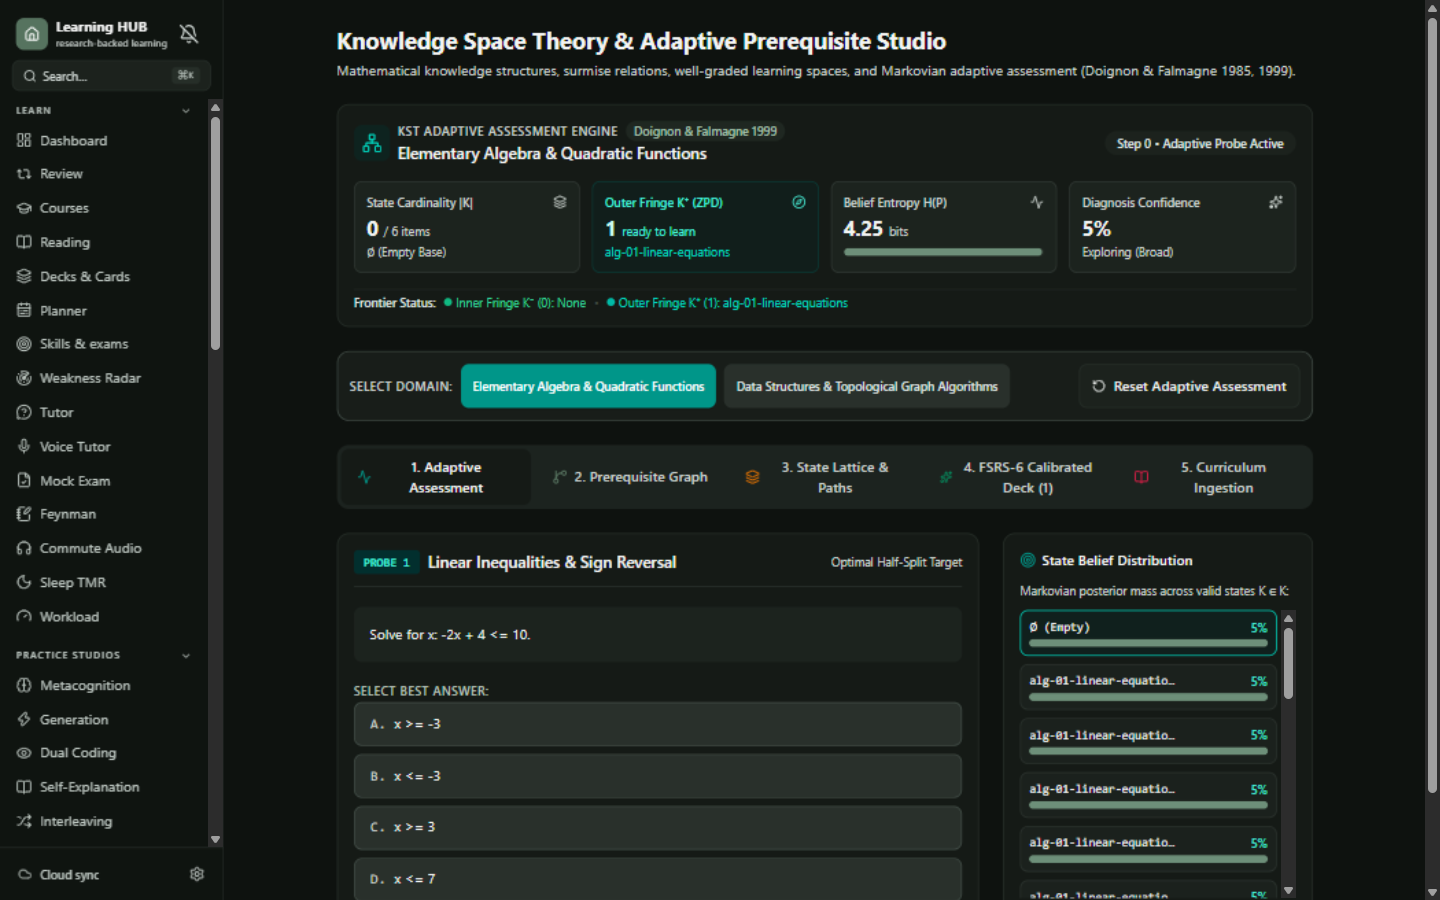 Learning HUB
research-backed learning
Search...
⌘K
LEARN
Dashboard
Review
Courses
Reading
Decks & Cards
Planner
Skills & exams
Weakness Radar
Tutor
Voice Tutor
Mock Exam
Feynman
Commute Audio
Sleep TMR
Workload
PRACTICE STUDIOS
Metacognition
Generation
Dual Coding
Self-Explanation
Interleaving
Cloud sync
Knowledge Space Theory & Adaptive Prerequisite Studio
Mathematical knowledge structures, surmise relations, well-graded learning spaces, and Markovian adaptive assessment (Doignon & Falmagne 1985, 1999).
KST ADAPTIVE ASSESSMENT ENGINE Doignon & Falmagne 1999
Elementary Algebra & Quadratic Functions
Step 0 • Adaptive Probe Active
State Cardinality |K|
0 / 6 items
Ø (Empty Base)
Outer Fringe K⁺ (ZPD)
1 ready to learn
alg-01-linear-equations
Belief Entropy H(P)
4.25 bits
Diagnosis Confidence
5%
Exploring (Broad)
Frontier Status: Inner Fringe K⁻ (0): None • Outer Fringe K⁺ (1): alg-01-linear-equations
SELECT DOMAIN: Elementary Algebra & Quadratic Functions Data Structures & Topological Graph Algorithms Reset Adaptive Assessment
1. Adaptive
Assessment
2. Prerequisite Graph
3. State Lattice &
Paths
4. FSRS-6 Calibrated
Deck (1)
5. Curriculum
Ingestion
PROBE 1 Linear Inequalities & Sign Reversal Optimal Half-Split Target
Solve for x: -2x + 4 <= 10.
SELECT BEST ANSWER:
A. x >= -3
B. x <= -3
C. x >= 3
D. x <= 7
State Belief Distribution
Markovian posterior mass across valid states K ∈ K:
Ø (Empty) 5%
alg-01-linear-equatio… 5%
alg-01-linear-equatio… 5%
alg-01-linear-equatio… 5%
alg-01-linear-equatio… 5%
alg-01-linear-equatio… 5%